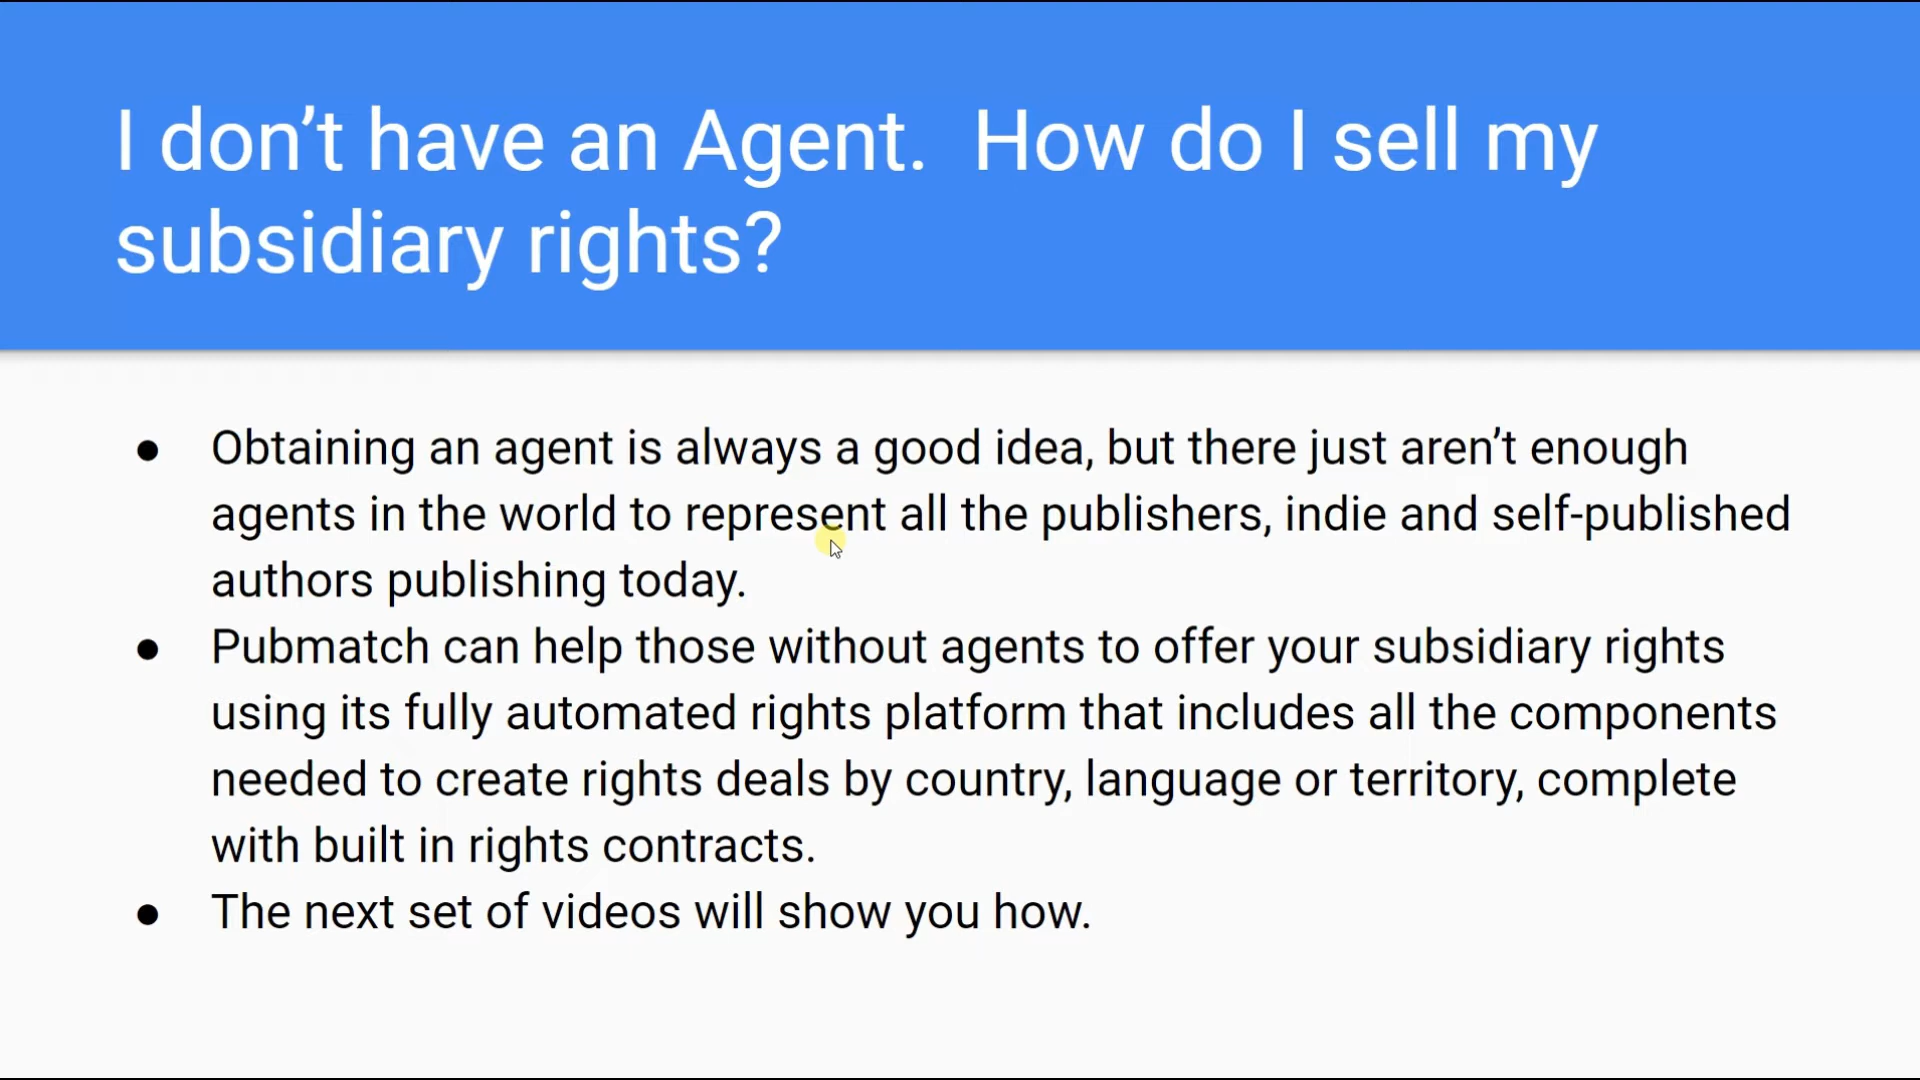 I don’t have an Agent.  How do I sell my
subsidiary rights?
● Obtaining an agent is always a good idea, but there just aren’t enough
agents in the world to represent all the publishers, indie and self-published
authors publishing today.
● Pubmatch can help those without agents to offer your subsidiary rights
using its fully automated rights platform that includes all the components
needed to create rights deals by country, language or territory, complete
with built in rights contracts.
● The next set of videos will show you how.